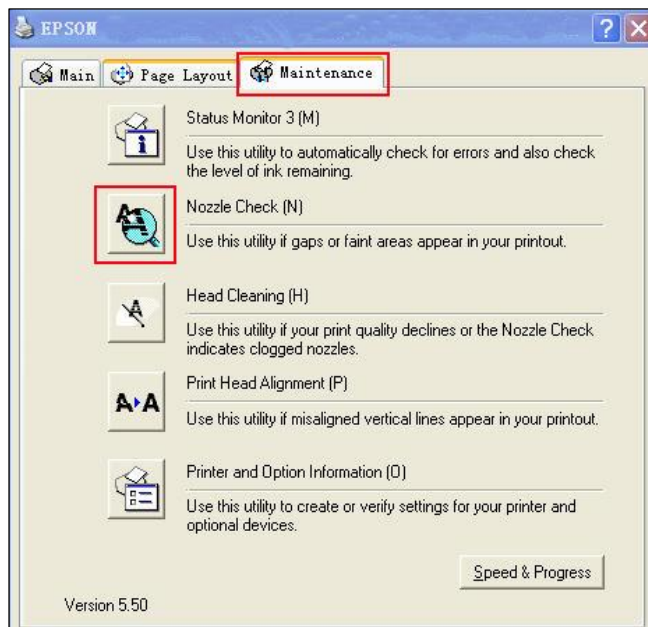 EPSON
Main
Page Layout
Maintenance
Status Monitor 3 (M)
Use this utility to automatically check for errors and also check
the level of ink remaining.
Nozzle Check (N)
Use this utility if gaps or faint areas appear in your printout.
Head Cleaning (H)
Use this utility if your print quality declines or the Nozzle Check
indicates clogged nozzles.
Print Head Alignment (P)
Use this utility if misaligned vertical lines appear in your printout.
Printer and Option Information (O)
Use this utility to create or verify settings for your printer and
optional devices.
Speed & Progress
Version 5.50